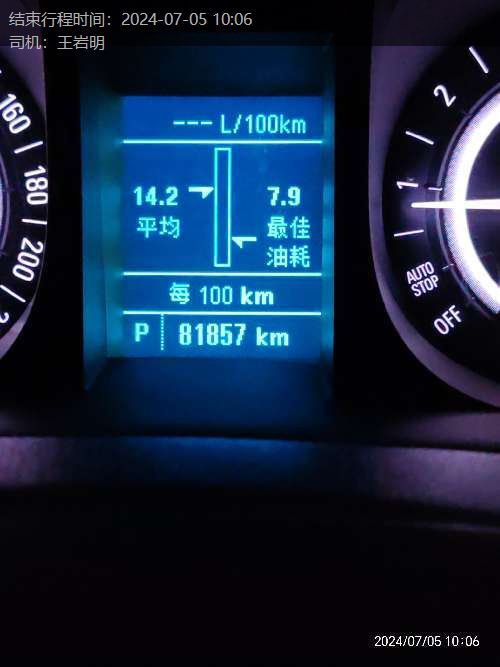 结束行程时间：2024-07-05 10:06
司机：王岩明
--- L/100km
14.2
平均
7.9
最佳
油耗
每 100 km
P 81857 km
160
180
200
2
1
AUTO
STOP
OFF
2024/07/05 10:06